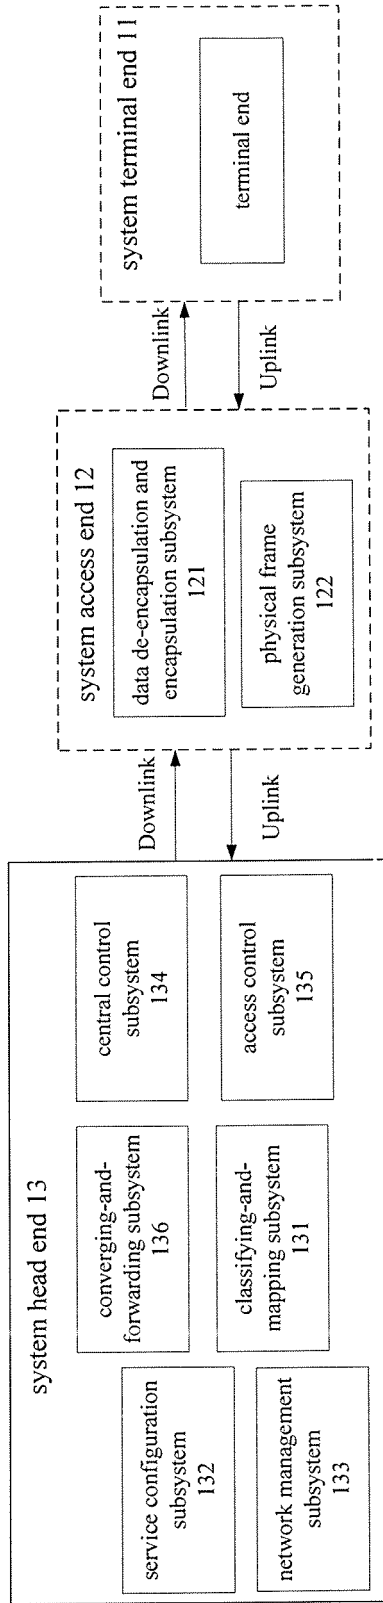 system head end 13
service configuration
subsystem
132
network management
subsystem
133
converging-and-
forwarding subsystem
136
classifying-and-
mapping subsystem
131
central control
subsystem
134
access control
subsystem
135
Downlink
Uplink
system access end 12
data de-encapsulation and
encapsulation subsystem
121
physical frame
generation subsystem
122
Downlink
Uplink
system terminal end 11
terminal end